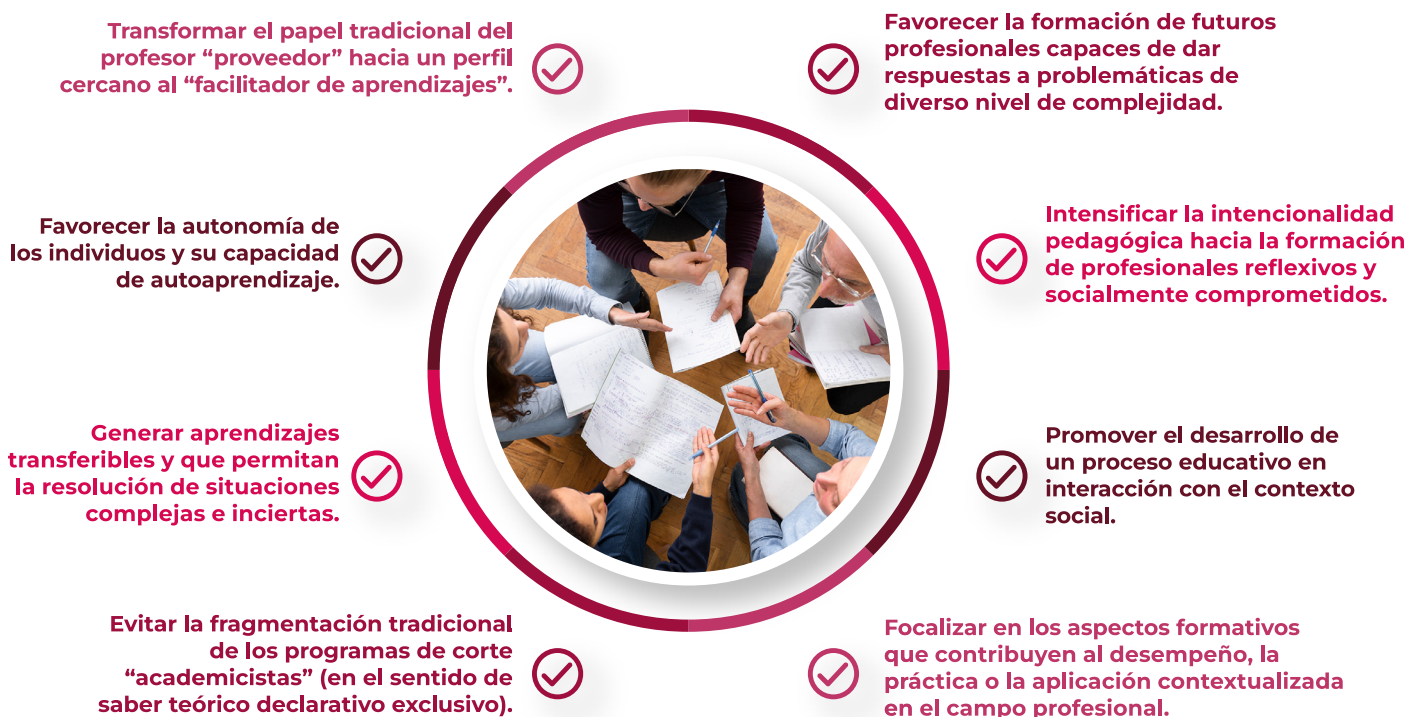 Transformar el papel tradicional del
profesor “proveedor” hacia un perfil
cercano al “facilitador de aprendizajes”.
Favorecer la formación de futuros
profesionales capaces de dar
respuestas a problemáticas de
diverso nivel de complejidad.
Favorecer la autonomía de
los individuos y su capacidad
de autoaprendizaje.
Intensificar la intencionalidad
pedagógica hacia la formación
de profesionales reflexivos y
socialmente comprometidos.
Generar aprendizajes
transferibles y que permitan
la resolución de situaciones
complejas e inciertas.
Promover el desarrollo de
un proceso educativo en
interacción con el contexto
social.
Evitar la fragmentación tradicional
de los programas de corte
“academicistas” (en el sentido de
saber teórico declarativo exclusivo).
Focalizar en los aspectos formativos
que contribuyen al desempeño, la
práctica o la aplicación contextualizada
en el campo profesional.